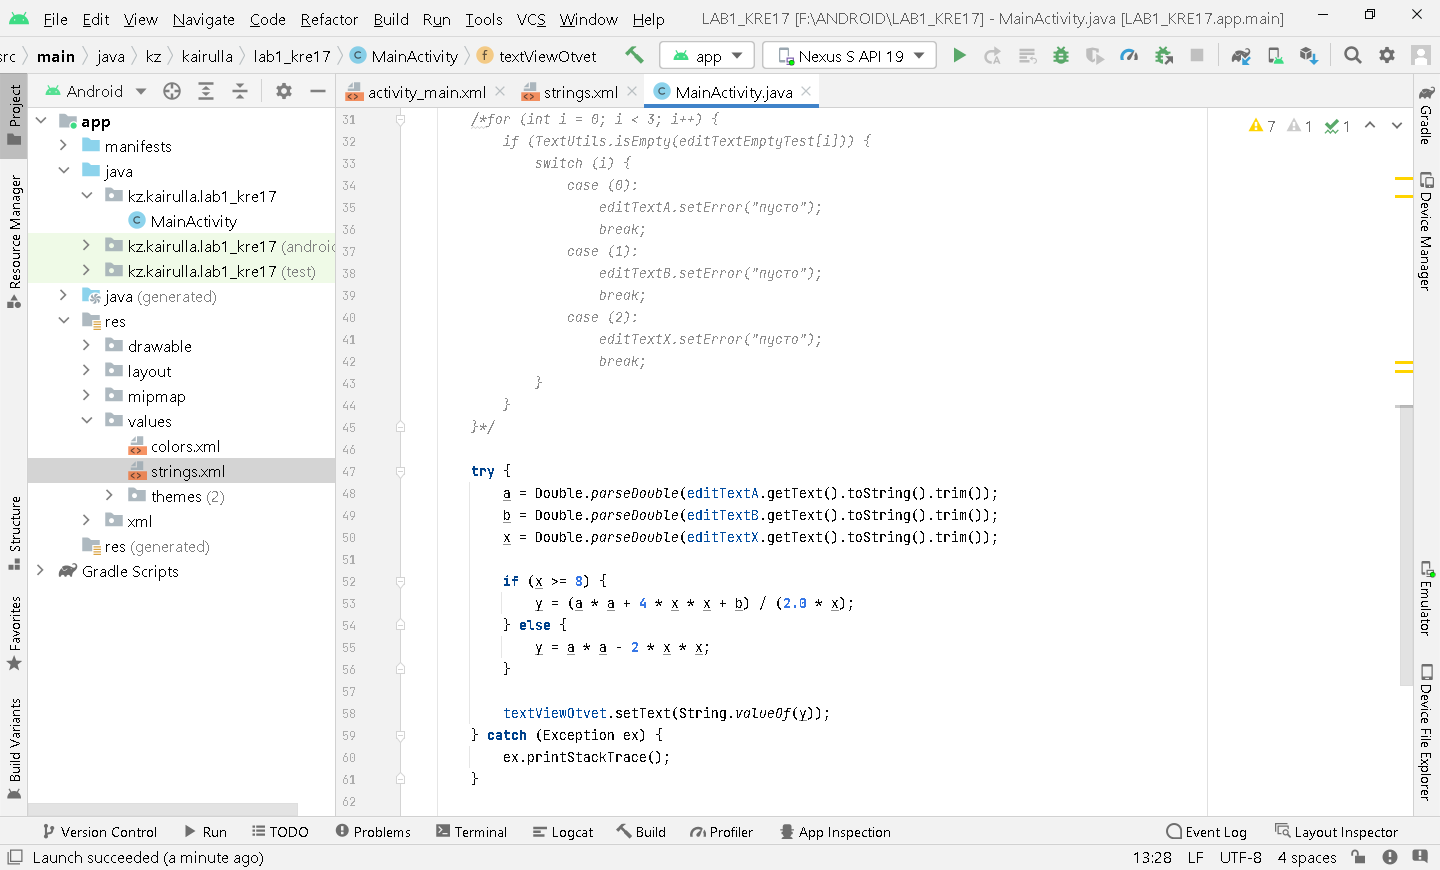 File Edit View Navigate Code Refactor Build Run Tools VCS Window Help LAB1_KRE17 [F:\ANDROID\LAB1_KRE17] - MainActivity.java [LAB1_KRE17.app.main]
src main java kz kairulla lab1_kre17 MainActivity textViewOtvet app Nexus S API 19
Android
activity_main.xml strings.xml MainActivity.java
Project
Resource Manager
Structure
Favorites
Build Variants
app
manifests
java
kz.kairulla.lab1_kre17
MainActivity
kz.kairulla.lab1_kre17 (androi
kz.kairulla.lab1_kre17 (test)
java (generated)
res
drawable
layout
mipmap
values
colors.xml
strings.xml
themes (2)
xml
res (generated)
Gradle Scripts
7 1 1
31 /*for (int i = 0; i < 3; i++) {
32 if (TextUtils.isEmpty(editTextEmptyTest[i])) {
33 switch (i) {
34 case (0):
35 editTextA.setError("пусто");
36 break;
37 case (1):
38 editTextB.setError("пусто");
39 break;
40 case (2):
41 editTextX.setError("пусто");
42 break;
43 }
44 }
45 }*/
46
47 try {
48 a = Double.parseDouble(editTextA.getText().toString().trim());
49 b = Double.parseDouble(editTextB.getText().toString().trim());
50 x = Double.parseDouble(editTextX.getText().toString().trim());
51
52 if (x >= 8) {
53 y = (a * a + 4 * x * x + b) / (2.0 * x);
54 } else {
55 y = a * a - 2 * x * x;
56 }
57
58 textViewOtvet.setText(String.valueOf(y));
59 } catch (Exception ex) {
60 ex.printStackTrace();
61 }
62
Gradle
Device Manager
Emulator
Device File Explorer
Version Control Run TODO Problems Terminal Logcat Build Profiler App Inspection Event Log Layout Inspector
Launch succeeded (a minute ago) 13:28 LF UTF-8 4 spaces